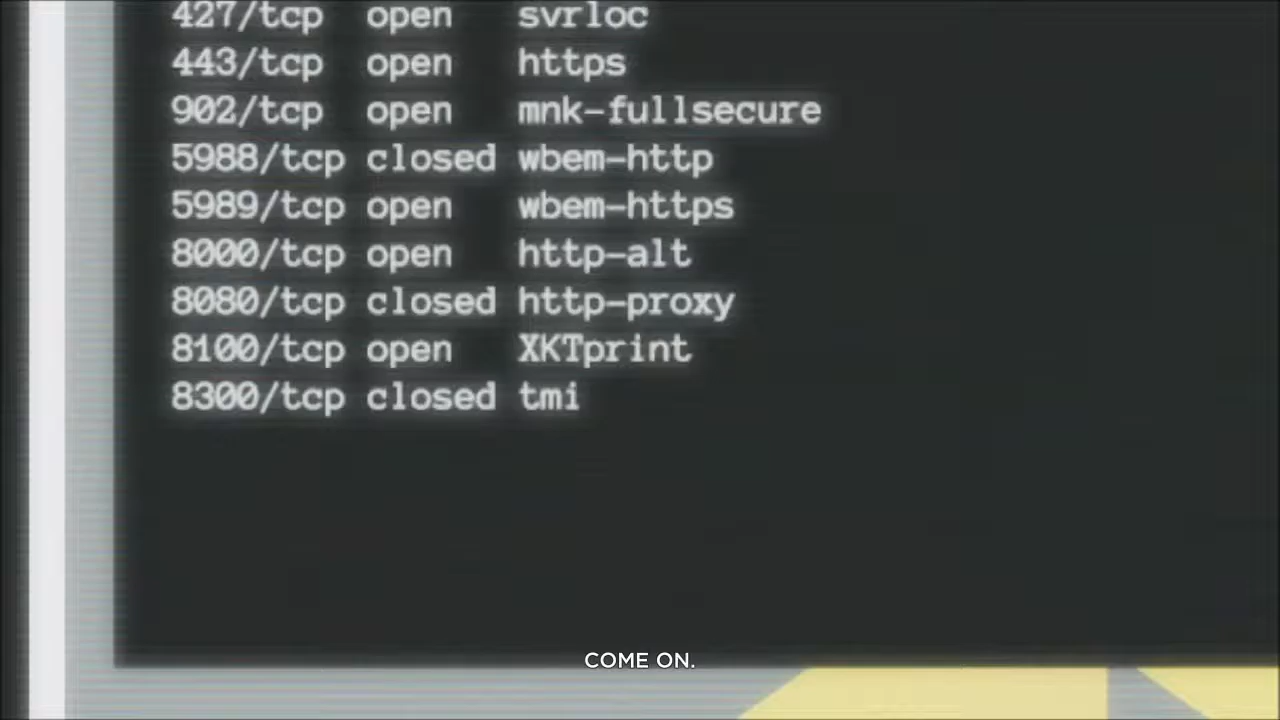 427/tcp open svrloc
443/tcp open https
902/tcp open mnk-fullsecure
5988/tcp closed wbem-http
5989/tcp open wbem-https
8000/tcp open http-alt
8080/tcp closed http-proxy
8100/tcp open XKTprint
8300/tcp closed tmi
COME ON.